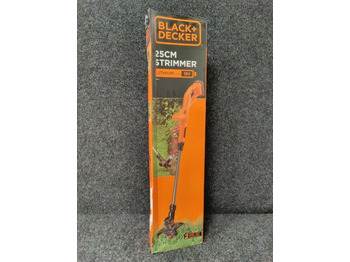 BLACK+
DECKER
25CM
STRIMMER